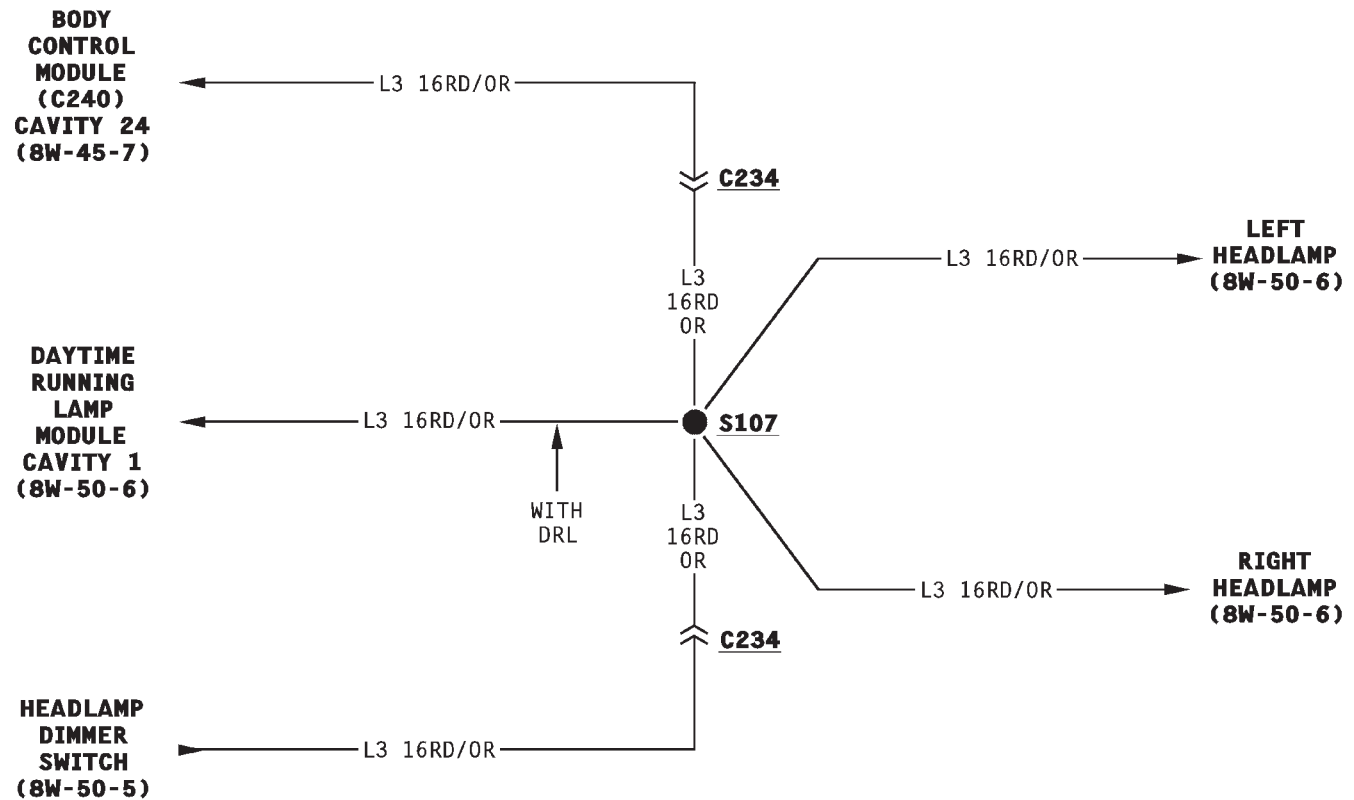 BODY
CONTROL
MODULE
(C240)
CAVITY 24
(8W-45-7)
L3 16RD/OR
C234
L3
16RD
OR
LEFT
HEADLAMP
(8W-50-6)
L3 16RD/OR
DAYTIME
RUNNING
LAMP
MODULE
CAVITY 1
(8W-50-6)
L3 16RD/OR
S107
WITH
DRL
L3
16RD
OR
RIGHT
HEADLAMP
(8W-50-6)
L3 16RD/OR
C234
HEADLAMP
DIMMER
SWITCH
(8W-50-5)
L3 16RD/OR